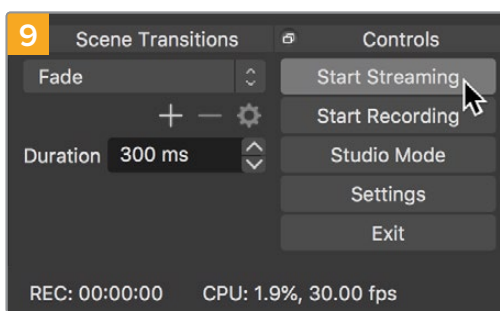 9
Scene Transitions
Controls
Fade
Start Streaming
Start Recording
Duration 300 ms
Studio Mode
Settings
Exit
REC: 00:00:00 CPU: 1.9%, 30.00 fps